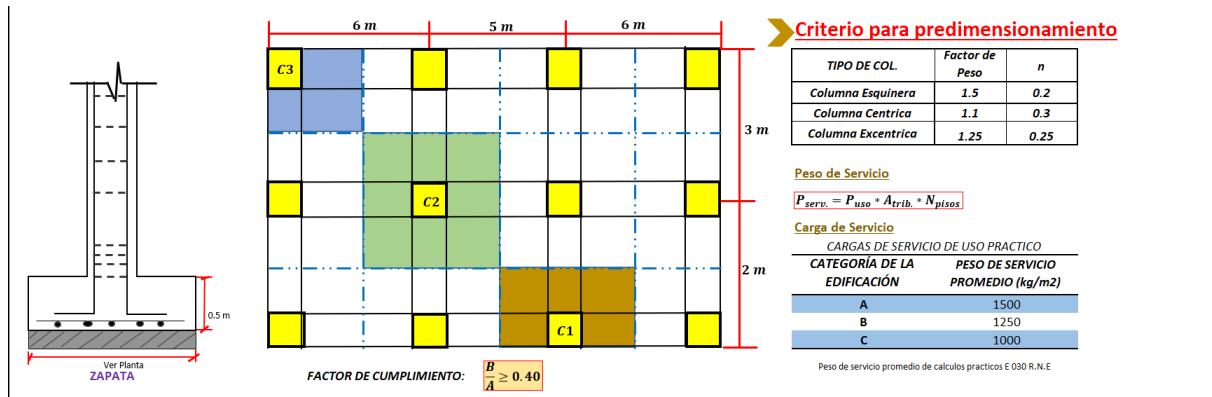 6 m
5 m
6 m
C3
C2
C1
3 m
2 m
0.5 m
Ver Planta
ZAPATA
FACTOR DE CUMPLIMIENTO: B/A ≥ 0.40
Criterio para predimensionamiento
TIPO DE COL. Factor de Peso n
Columna Esquinera 1.5 0.2
Columna Centrica 1.1 0.3
Columna Excentrica 1.25 0.25
Peso de Servicio
P_serv. = P_uso * A_trib. * N_pisos
Carga de Servicio
CARGAS DE SERVICIO DE USO PRACTICO
CATEGORÍA DE LA EDIFICACIÓN PESO DE SERVICIO PROMEDIO (kg/m2)
A 1500
B 1250
C 1000
Peso de servicio promedio de calculos practicos E 030 R.N.E